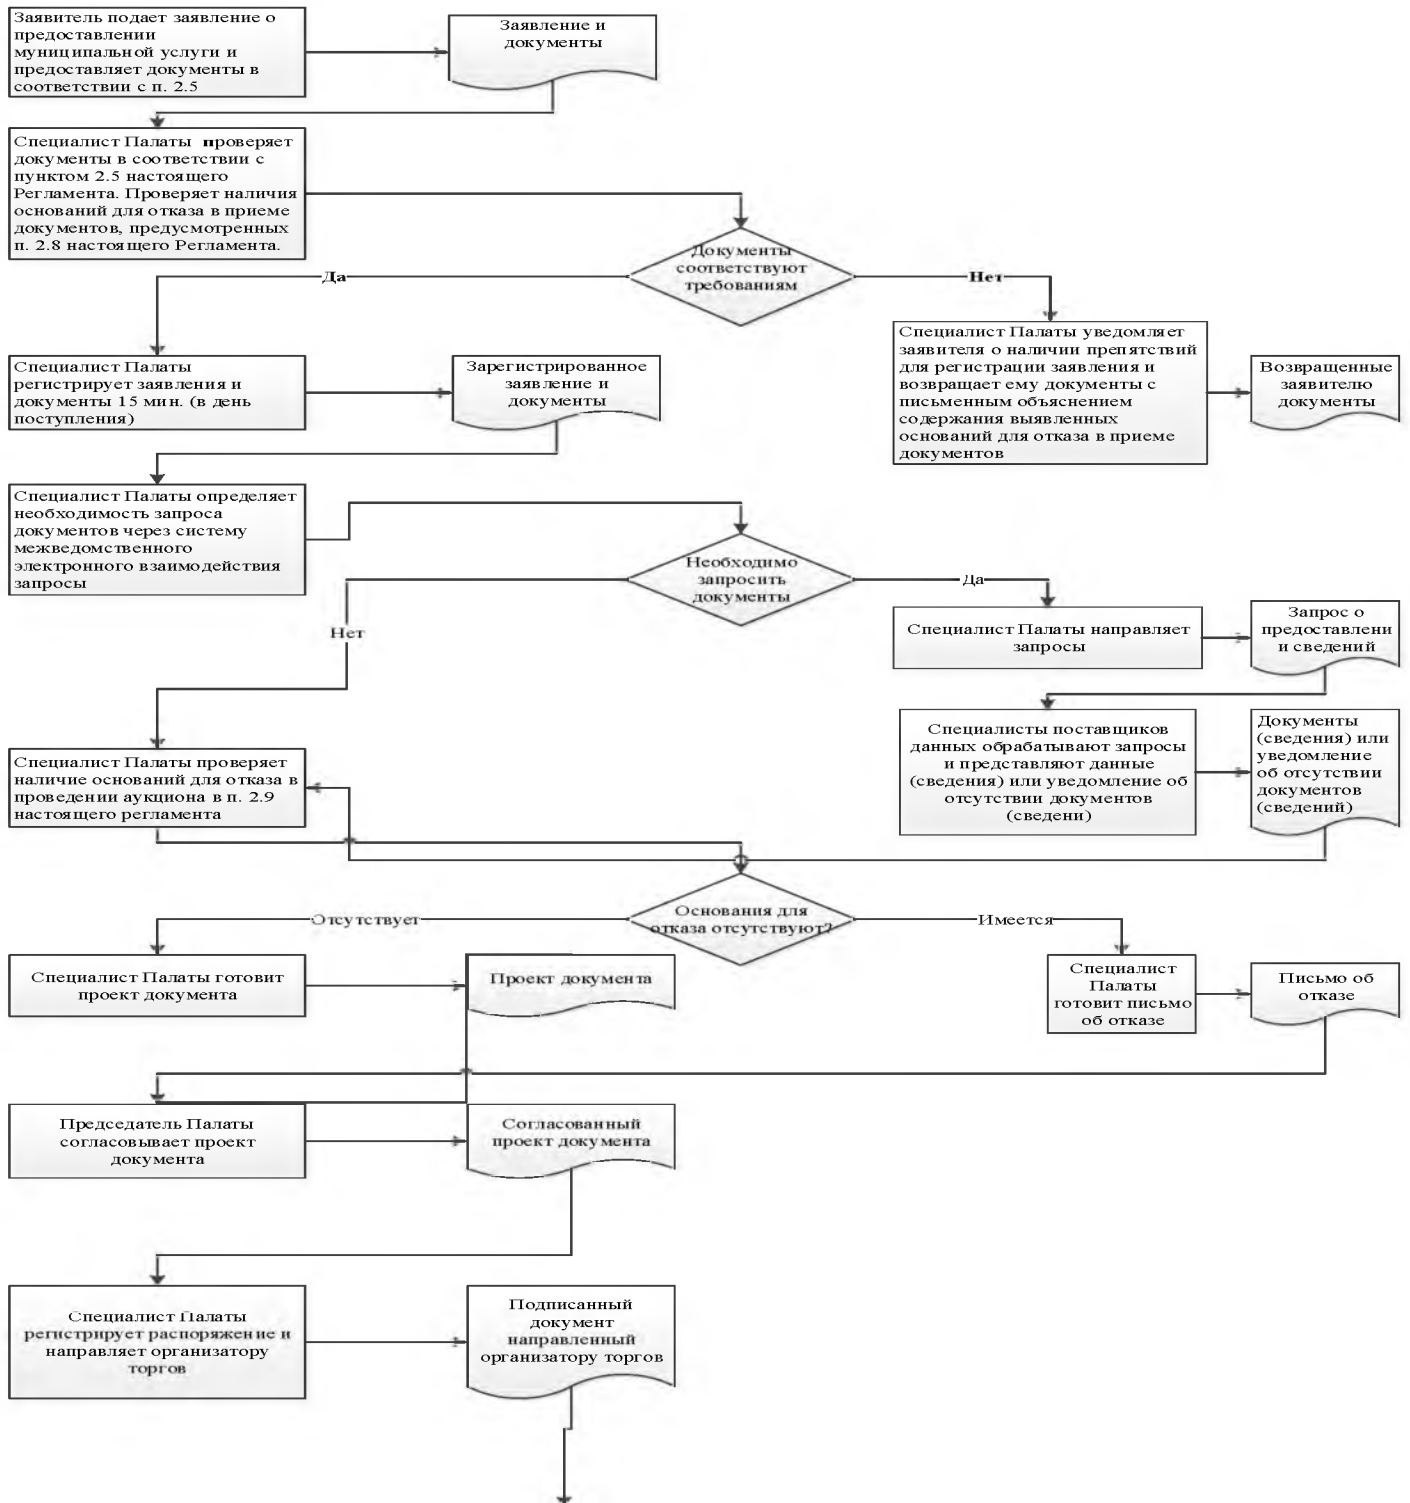 Заявитель подает заявление о
предоставлении
муниципальной услуги и
предоставляет документы в
соответствии с п. 2.5
Заявление и
документы
Специалист Палаты проверяет
документы в соответствии с
пунктом 2.5 настоящего
Регламента. Проверяет наличия
оснований для отказа в приеме
документов, предусмотренных
п. 2.8 настоящего Регламента.
Документы
соответствуют
требованиям
Да
Нет
Специалист Палаты
регистрирует заявления и
документы 15 мин. (в день
поступления)
Зарегистрированное
заявление и
документы
Специалист Палаты уведомляет
заявителя о наличии препятствий
для регистрации заявления и
возвращает ему документы с
письменным объяснением
содержания выявленных
оснований для отказа в приеме
документов
Возвращенные
заявителю
документы
Специалист Палаты определяет
необходимость запроса
документов через систему
межведомственного
электронного взаимодействия
запросы
Необходимо
запросить
документы
Да
Нет
Специалист Палаты направляет
запросы
Запрос о
предоставлени
и сведений
Специалисты поставщиков
данных обрабатывают запросы
и представляют данные
(сведения) или уведомление об
отсутствии документов
(сведени)
Документы
(сведения) или
уведомление
об отсутствии
документов
(сведений)
Специалист Палаты проверяет
наличие оснований для отказа в
проведении аукциона в п. 2.9
настоящего регламента
Основания для
отказа отсутствуют?
Отсутствует
Имеется
Специалист Палаты готовит
проект документа
Проект документа
Специалист
Палаты
готовит письмо
об отказе
Письмо об
отказе
Председатель Палаты
согласовывает проект
документа
Согласованный
проект документа
Специалист Палаты
регистрирует распоряжение и
направляет организатору
торгов
Подписанный
документ
направленный
организатору торгов